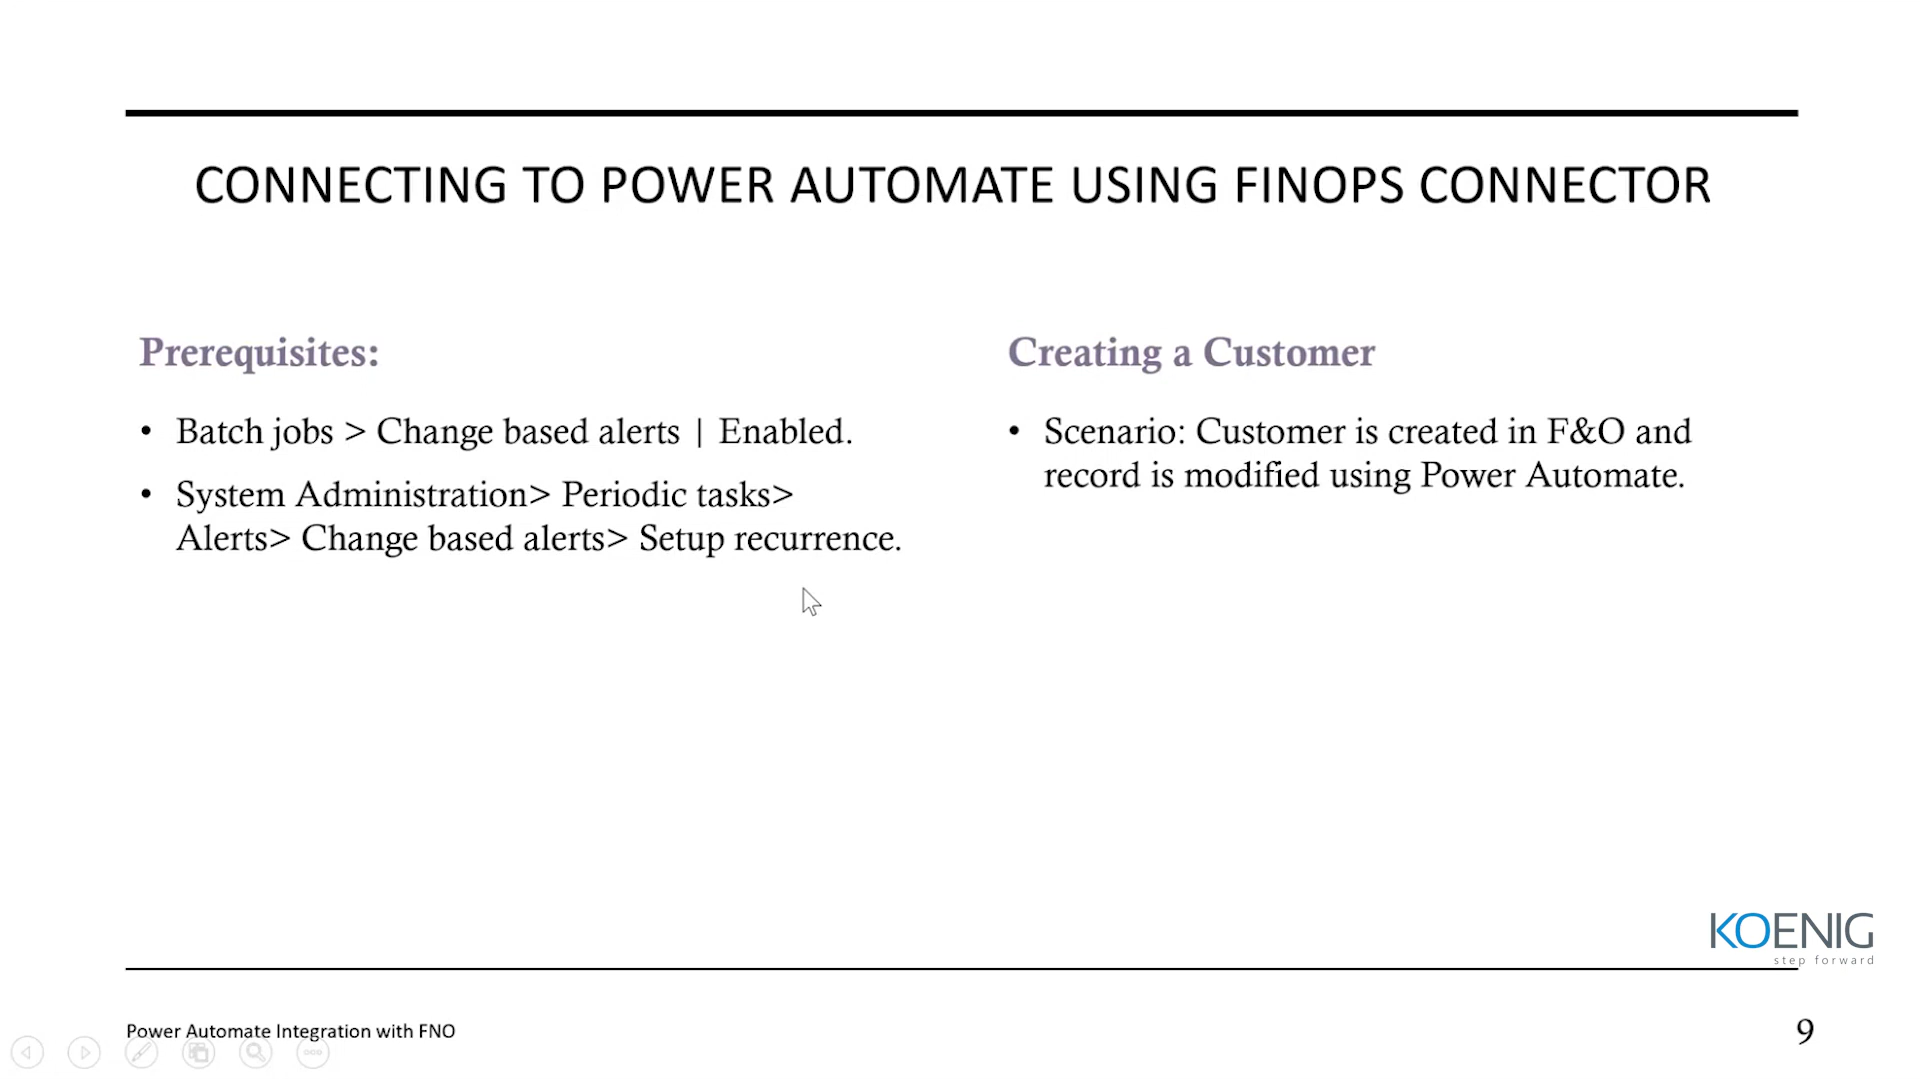 CONNECTING TO POWER AUTOMATE USING FINOPS CONNECTOR
Prerequisites:
• Batch jobs > Change based alerts | Enabled.
• System Administration> Periodic tasks>
Alerts> Change based alerts> Setup recurrence.
Creating a Customer
• Scenario: Customer is created in F&O and
record is modified using Power Automate.
KOENIG
step forward
Power Automate Integration with FNO
9